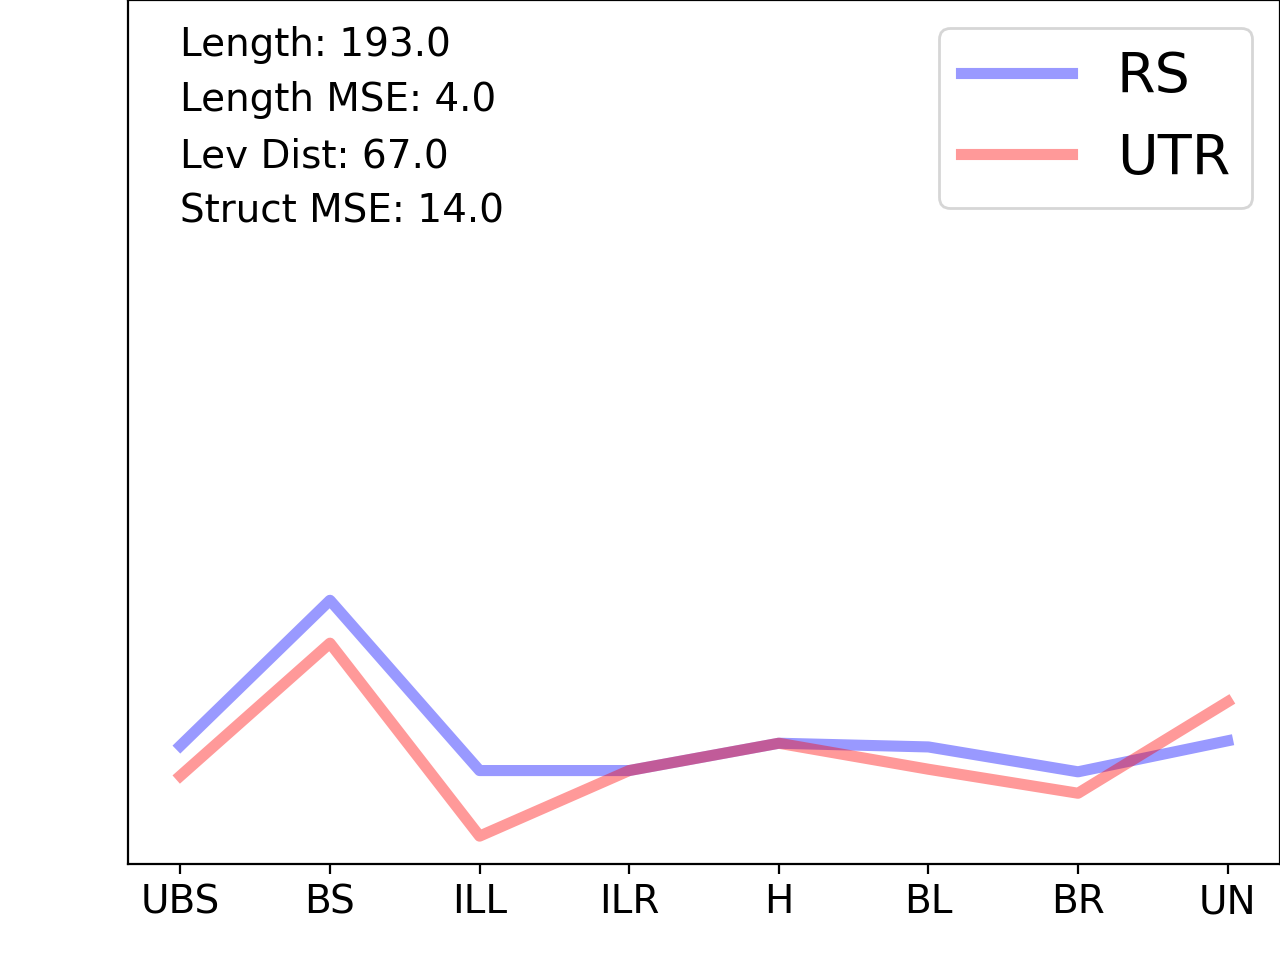 Length: 193.0
Length MSE: 4.0
Lev Dist: 67.0
Struct MSE: 14.0
RS
UTR
UBS BS ILL ILR H BL BR UN